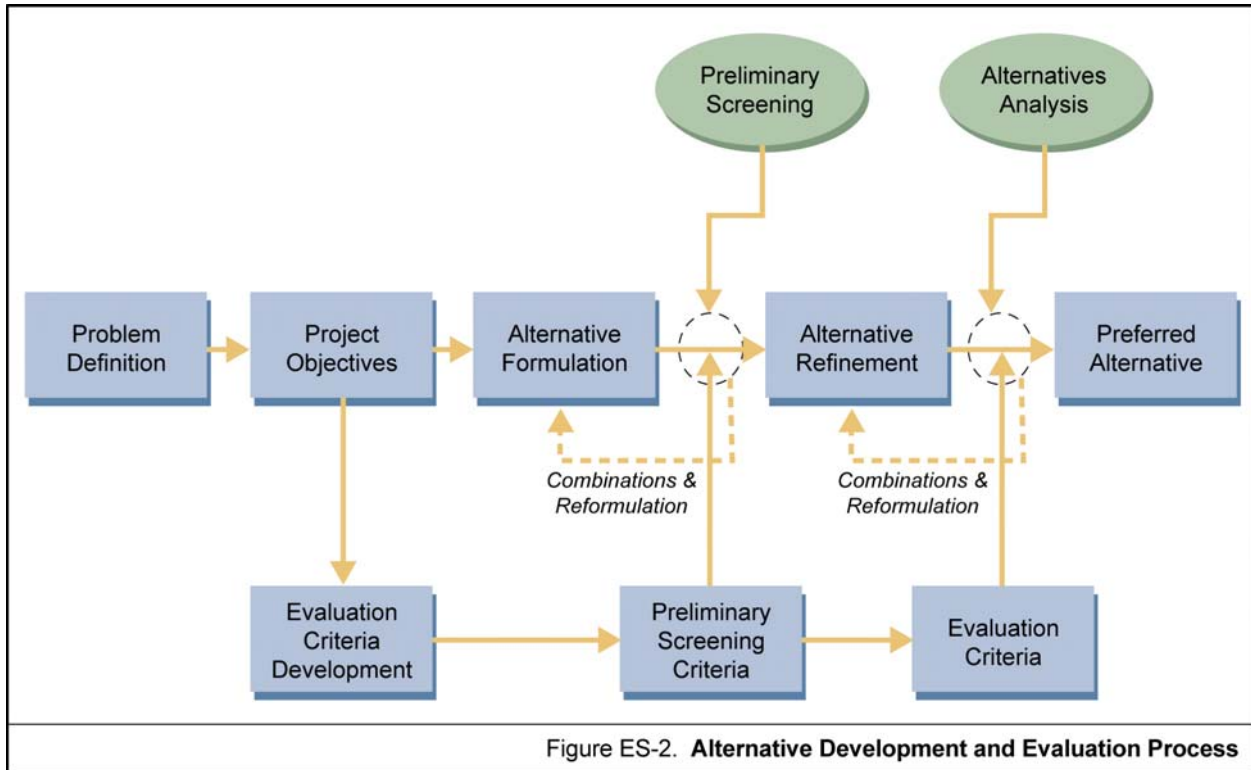 Preliminary
Screening
Alternatives
Analysis
Problem
Definition
Project
Objectives
Alternative
Formulation
Alternative
Refinement
Preferred
Alternative
Combinations &
Reformulation
Combinations &
Reformulation
Evaluation
Criteria
Development
Preliminary
Screening
Criteria
Evaluation
Criteria
Figure ES-2. Alternative Development and Evaluation Process